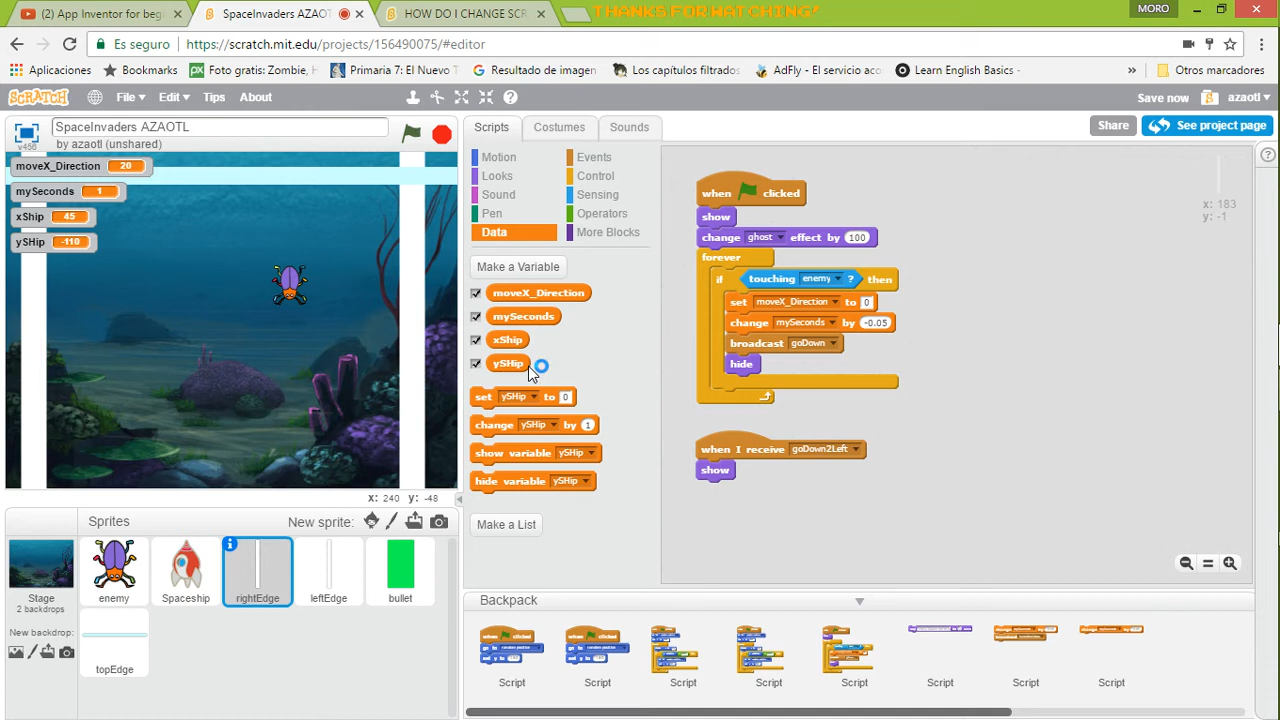 (2) App Inventor for beg
SpaceInvaders AZAOT
HOW DO I CHANGE SCR
THANKS FOR WATCHING!
MORO
Es seguro
https://scratch.mit.edu/projects/156490075/#editor
Aplicaciones
Bookmarks
Foto gratis: Zombie, H
Primaria 7: El Nuevo T
Resultado de imagen
Los capítulos filtrados
AdFly - El servicio aco
Learn English Basics -
Otros marcadores
SCRATCH
File
Edit
Tips
About
Save now
azaotl
SpaceInvaders AZAOTL
by azaotl (unshared)
v456
Scripts
Costumes
Sounds
Share
See project page
moveX_Direction 20
mySeconds 1
xShip 45
ySHip -110
Motion
Looks
Sound
Pen
Data
Events
Control
Sensing
Operators
More Blocks
Make a Variable
moveX_Direction
mySeconds
xShip
ySHip
set ySHip to 0
change ySHip by 1
show variable ySHip
hide variable ySHip
Make a List
when clicked
show
change ghost effect by 100
forever
if touching enemy ? then
set moveX_Direction to 0
change mySeconds by -0.05
broadcast goDown
hide
when I receive goDown2Left
show
x: 183
y: -1
x: 240 y: -48
Sprites
New sprite:
Stage
2 backdrops
New backdrop:
enemy
Spaceship
rightEdge
leftEdge
bullet
topEdge
Backpack
Script
Script
Script
Script
Script
Script
Script
Script